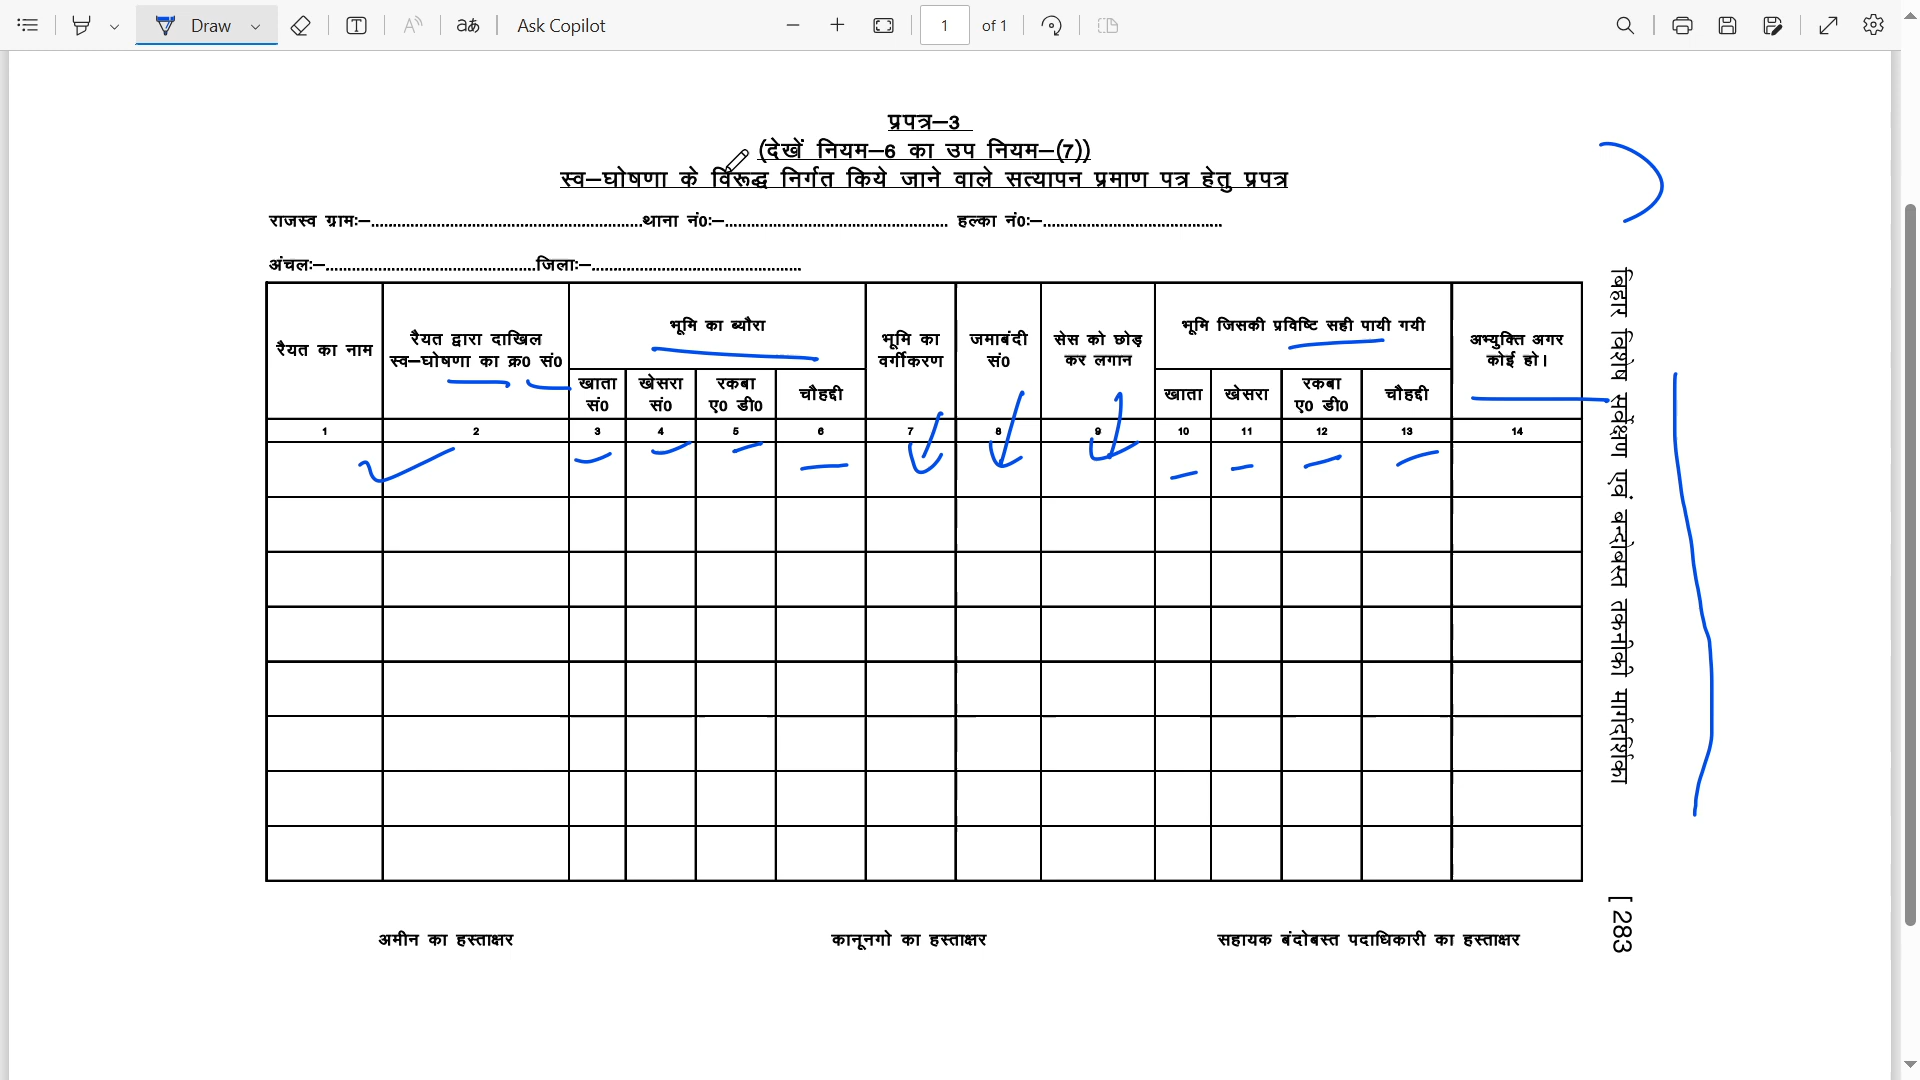 Draw
Ask Copilot
1 of 1
प्रपत्र–3
(देखें नियम–6 का उप नियम–(7))
स्व–घोषणा के विरूद्ध निर्गत किये जाने वाले सत्यापन प्रमाण पत्र हेतु प्रपत्र
राजस्व ग्रामः–..............................थाना नं0ः–.............................. हल्का नं0ः–..............................
अंचलः–..............................जिलाः–..............................
रैयत का नाम
रैयत द्वारा दाखिल
स्व–घोषणा का क्र0 सं0
भूमि का ब्यौरा
खाता
सं0
खेसरा
सं0
रकबा
ए0 डी0
चौहद्दी
भूमि का
वर्गीकरण
जमाबंदी
सं0
सेस को छोड़
कर लगान
भूमि जिसकी प्रविष्टि सही पायी गयी
खाता
खेसरा
रकबा
ए0 डी0
चौहद्दी
अभ्युक्ति अगर
कोई हो।
1 2 3 4 5 6 7 8 9 10 11 12 13 14
अमीन का हस्ताक्षर
कानूनगो का हस्ताक्षर
सहायक बंदोबस्त पदाधिकारी का हस्ताक्षर
बिहार विशेष सर्वेक्षण एवं बन्दोबस्त तकनीकी मार्गदर्शिका
[ 283